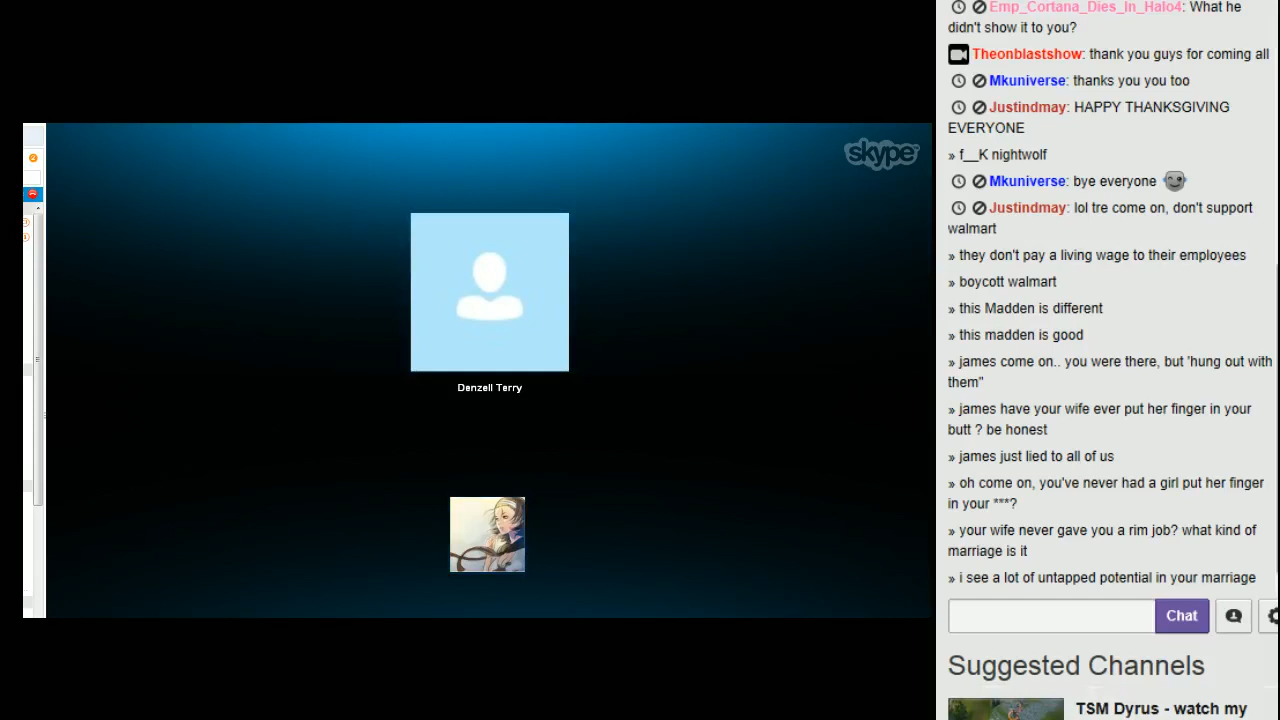 skype
Denzell Terry
Emp_Cortana_Dies_In_Halo4: What he
didn't show it to you?
Theonblastshow: thank you guys for coming all
Mkuniverse: thanks you you too
Justindmay: HAPPY THANKSGIVING
EVERYONE
» f__K nightwolf
Mkuniverse: bye everyone
Justindmay: lol tre come on, don't support
walmart
» they don't pay a living wage to their employees
» boycott walmart
» this Madden is different
» this madden is good
» james come on.. you were there, but 'hung out with
them"
» james have your wife ever put her finger in your
butt ? be honest
» james just lied to all of us
» oh come on, you've never had a girl put her finger
in your ***?
» your wife never gave you a rim job? what kind of
marriage is it
» i see a lot of untapped potential in your marriage
Chat
Suggested Channels
TSM Dyrus - watch my